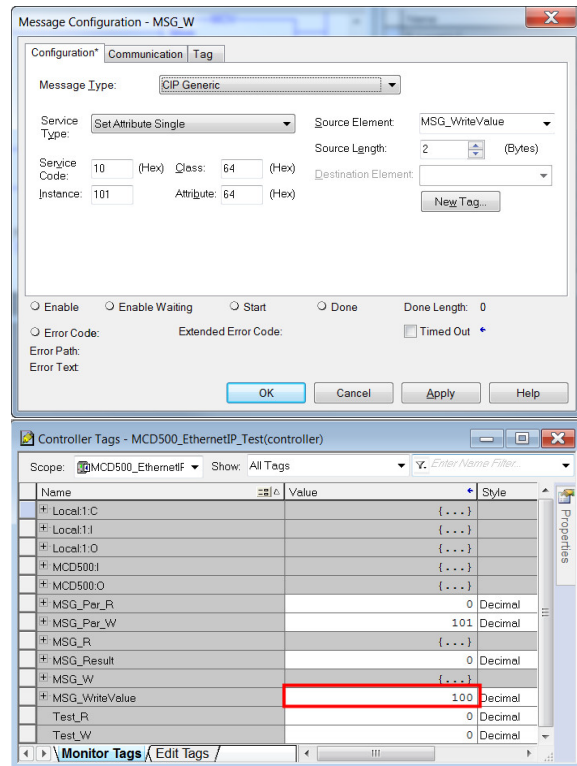 Message Configuration - MSG_W
X
Configuration* Communication Tag
Message Type: CIP Generic
Service Type: Set Attribute Single
Source Element: MSG_WriteValue
Source Length: 2 (Bytes)
Service Code: 10 (Hex) Class: 64 (Hex)
Destination Element:
Instance: 101 Attribute: 64 (Hex)
New Tag...
Enable Enable Waiting Start Done Done Length: 0
Error Code: Extended Error Code: Timed Out
Error Path:
Error Text:
OK Cancel Apply Help
Controller Tags - MCD500_EthernetIP_Test(controller)
Scope: MCD500_EthernetIF Show: All Tags Enter Name Filter...
Name Value Style
Local:1:C {...}
Local:1:I {...}
Local:1:O {...}
MCD500:I {...}
MCD500:O {...}
MSG_Par_R 0 Decimal
MSG_Par_W 101 Decimal
MSG_R {...}
MSG_Result 0 Decimal
MSG_W {...}
MSG_WriteValue 100 Decimal
Test_R 0 Decimal
Test_W 0 Decimal
Monitor Tags Edit Tags
Properties